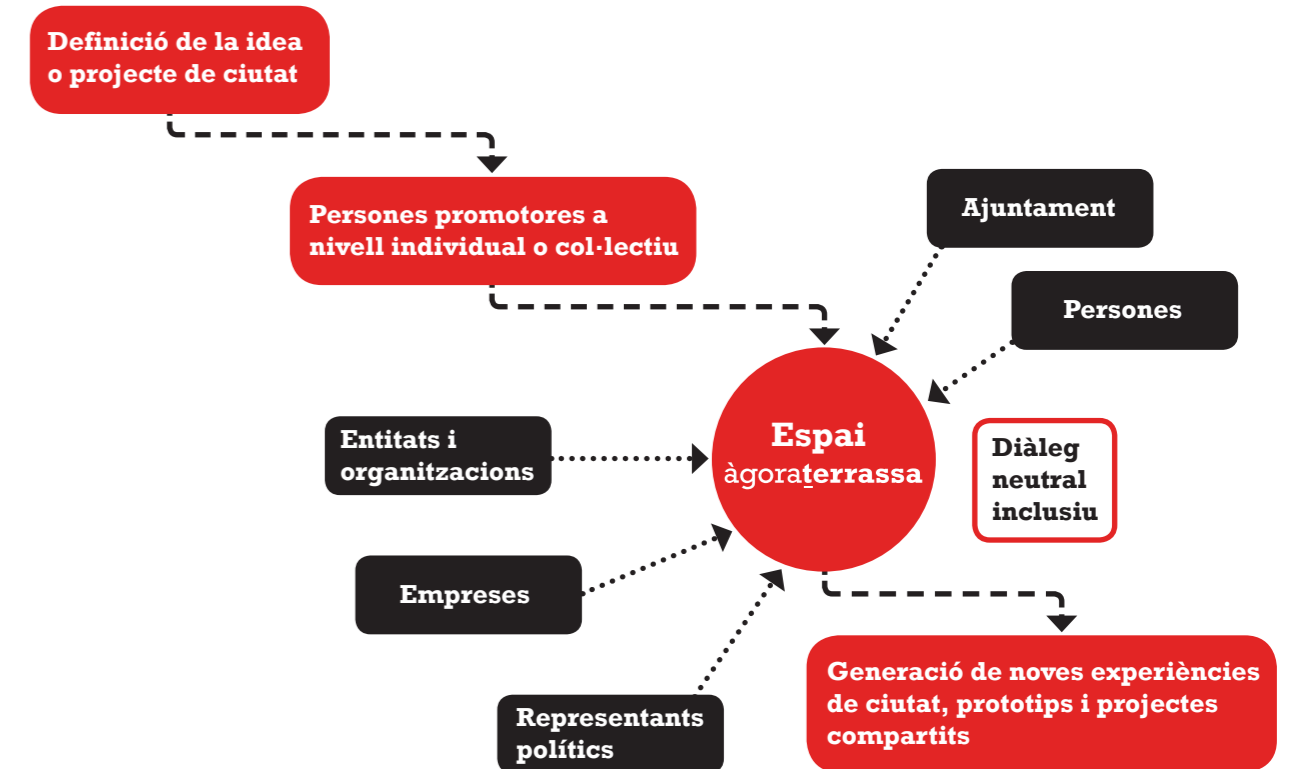 Definició de la idea
o projecte de ciutat
Persones promotores a
nivell individual o col·lectiu
Ajuntament
Persones
Entitats i
organitzacions
Espai
àgoraterrassa
Diàleg
neutral
inclusiu
Empreses
Generació de noves experiències
de ciutat, prototips i projectes
compartits
Representants
polítics